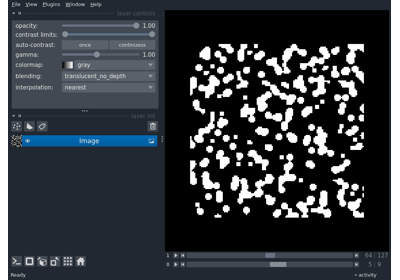 File View Plugins Window Help
layer controls
opacity: 1.00
contrast limits:
auto-contrast: once continuous
gamma: 1.00
colormap: gray
blending: translucent_no_depth
interpolation: nearest
layer list
Image
1 64 127
0 5 9
Ready activity